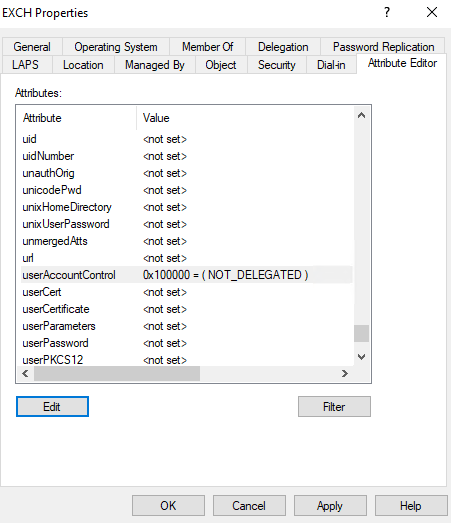 EXCH Properties
? ×
General Operating System Member Of Delegation Password Replication
LAPS Location Managed By Object Security Dial-in Attribute Editor
Attributes:
Attribute Value
uid <not set>
uidNumber <not set>
unauthOrig <not set>
unicodePwd <not set>
unixHomeDirectory <not set>
unixUserPassword <not set>
unmergedAtts <not set>
url <not set>
userAccountControl 0x100000 = ( NOT_DELEGATED )
userCert <not set>
userCertificate <not set>
userParameters <not set>
userPassword <not set>
userPKCS12 <not set>
Edit Filter
OK Cancel Apply Help